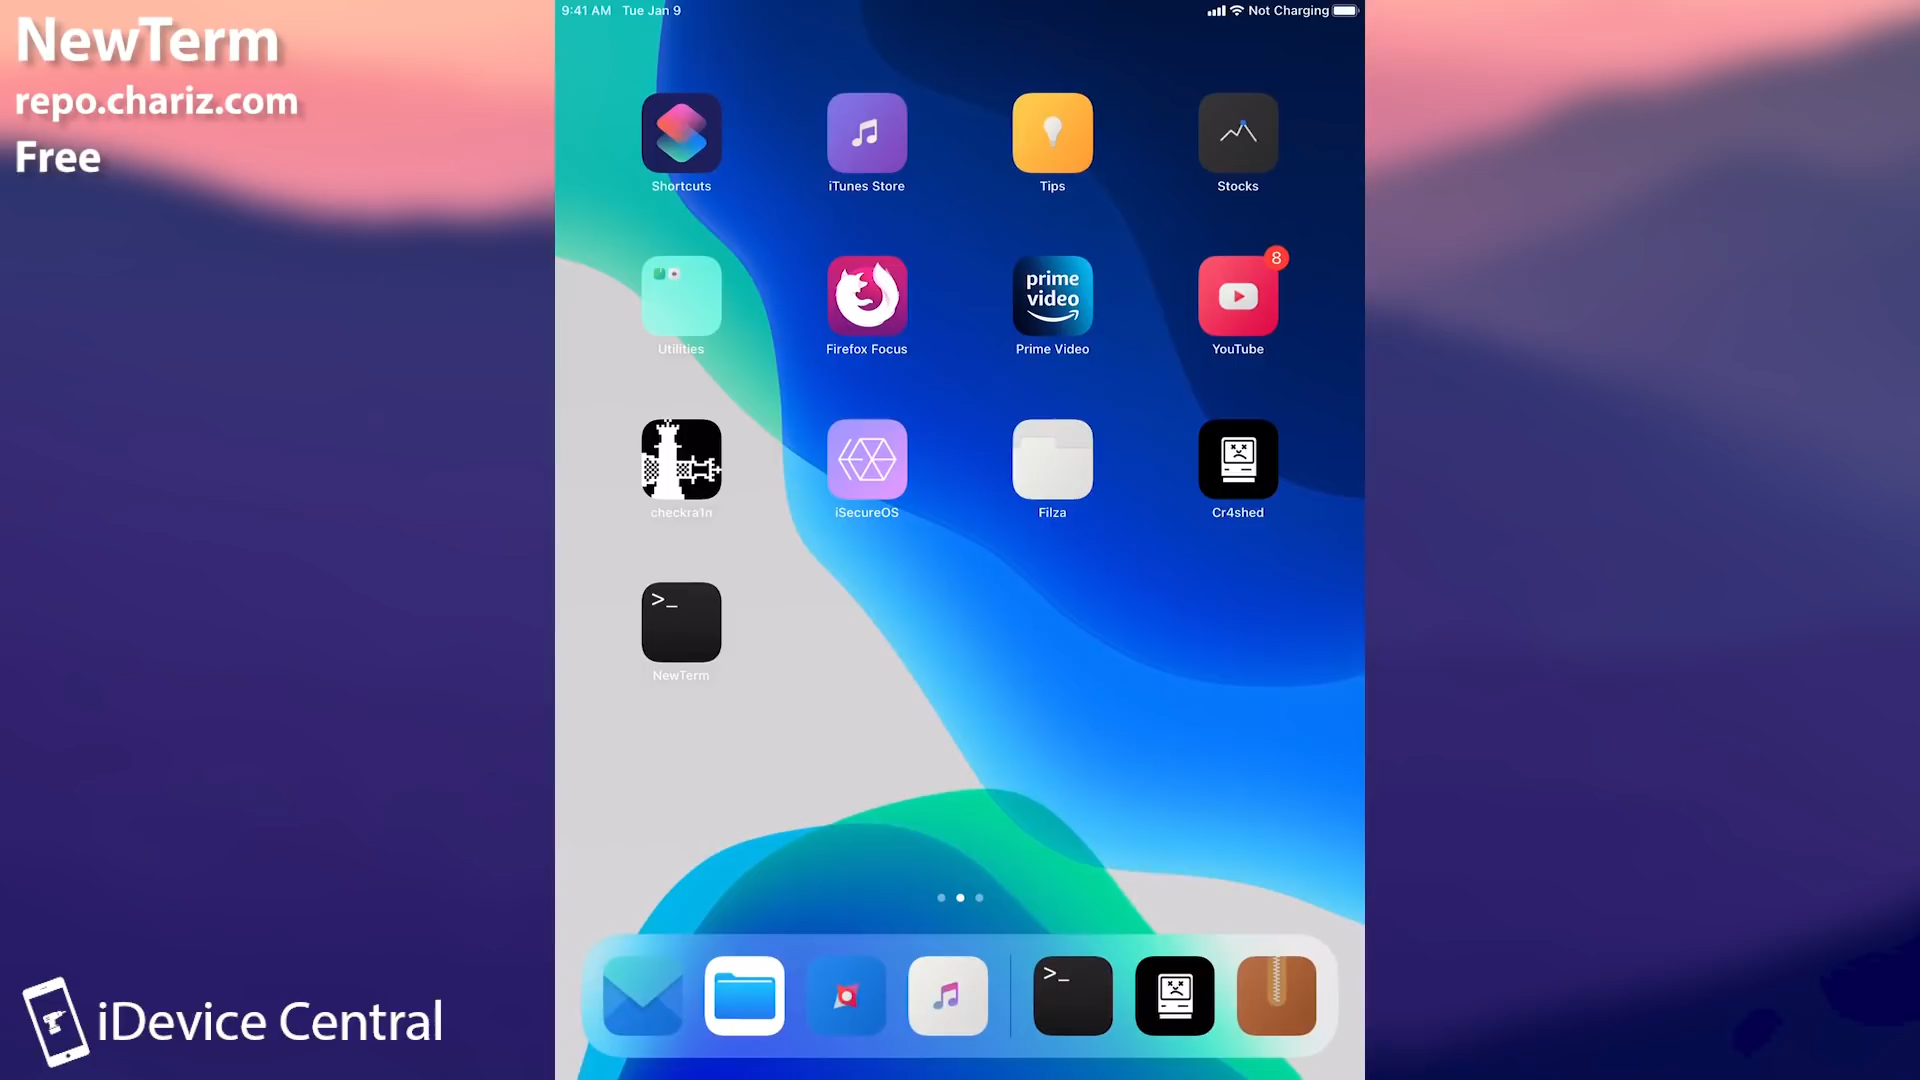 NewTerm
repo.chariz.com
Free
9:41 AM Tue Jan 9
Not Charging
Shortcuts
iTunes Store
Tips
Stocks
Utilities
Firefox Focus
prime
video
Prime Video
8
YouTube
checkra1n
iSecureOS
Filza
Cr4shed
>_
NewTerm
>_
iDevice Central